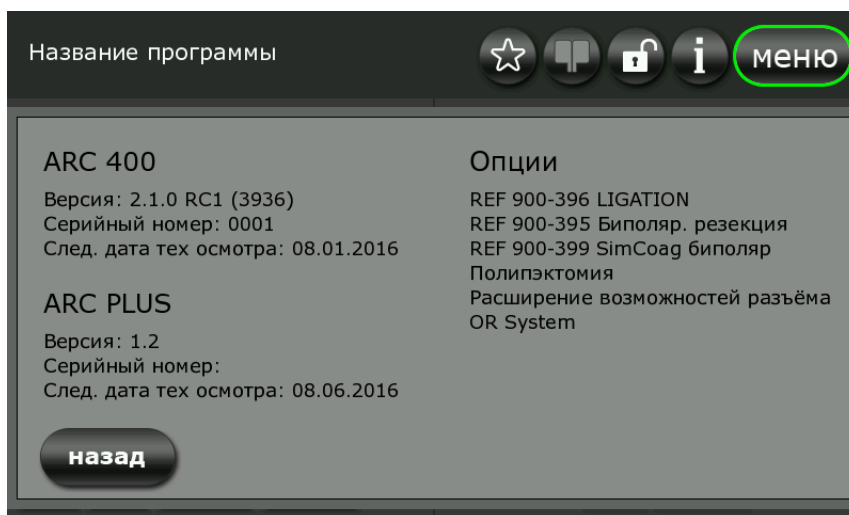 Название программы
меню
ARC 400
Версия: 2.1.0 RC1 (3936)
Серийный номер: 0001
След. дата тех осмотра: 08.01.2016
ARC PLUS
Версия: 1.2
Серийный номер:
След. дата тех осмотра: 08.06.2016
назад
Опции
REF 900-396 LIGATION
REF 900-395 Биполяр. резекция
REF 900-399 SimCoag биполяр
Полипэктомия
Расширение возможностей разъёма
OR System